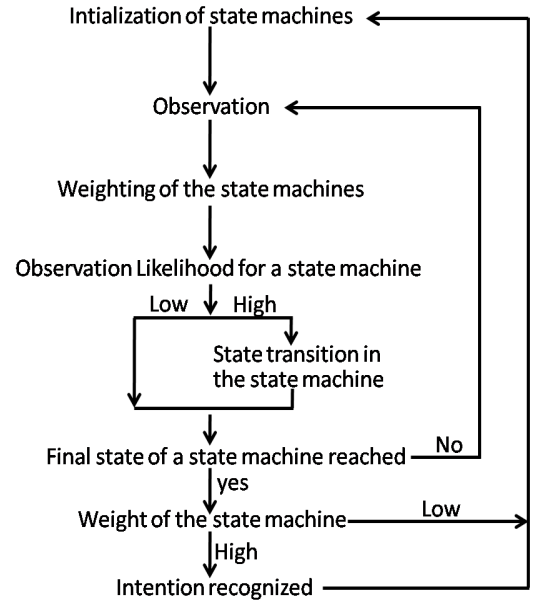 Intialization of state machines
Observation
Weighting of the state machines
Observation Likelihood for a state machine
Low High
State transition in
the state machine
Final state of a state machine reached
No
yes
Weight of the state machine
Low
High
Intention recognized